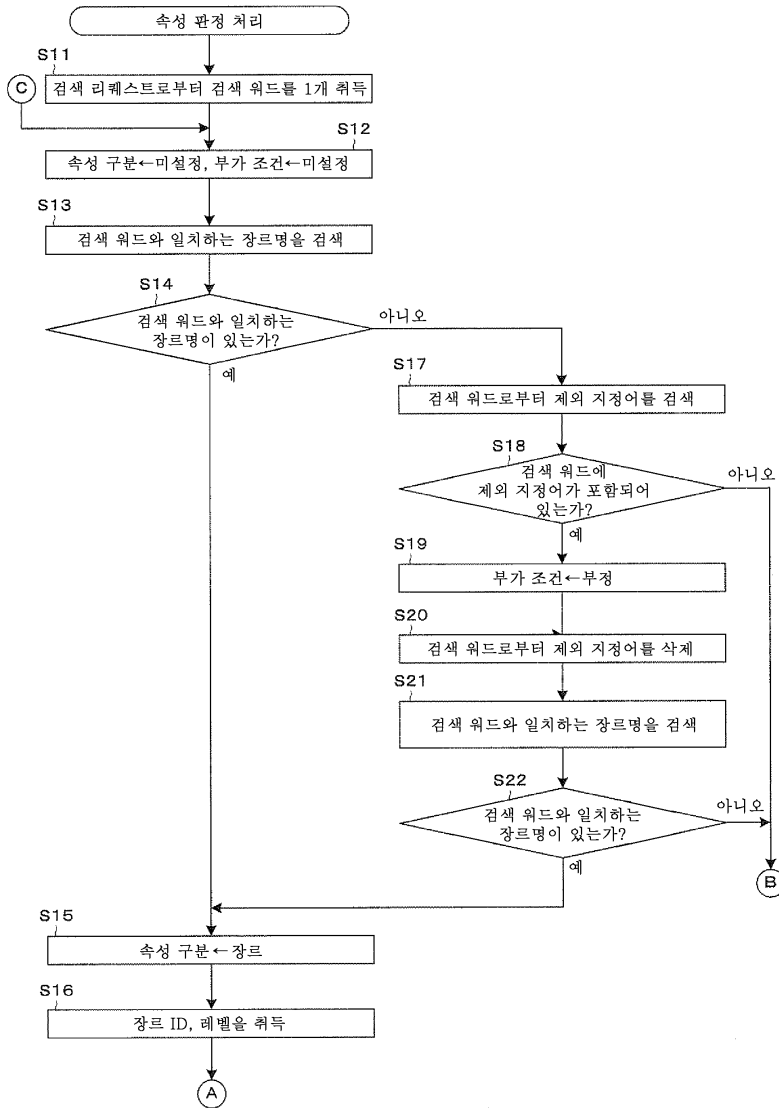 속성 판정 처리
S11
C
검색 리퀘스트로부터 검색 워드를 1개 취득
S12
속성 구분←미설정, 부가 조건←미설정
S13
검색 워드와 일치하는 장르명을 검색
S14
검색 워드와 일치하는
장르명이 있는가?
아니오
예
S17
검색 워드로부터 제외 지정어를 검색
S18
검색 워드에
제외 지정어가 포함되어
있는가?
아니오
예
S19
부가 조건←부정
S20
검색 워드로부터 제외 지정어를 삭제
S21
검색 워드와 일치하는 장르명을 검색
S22
검색 워드와 일치하는
장르명이 있는가?
아니오
예
B
S15
속성 구분←장르
S16
장르 ID, 레벨을 취득
A